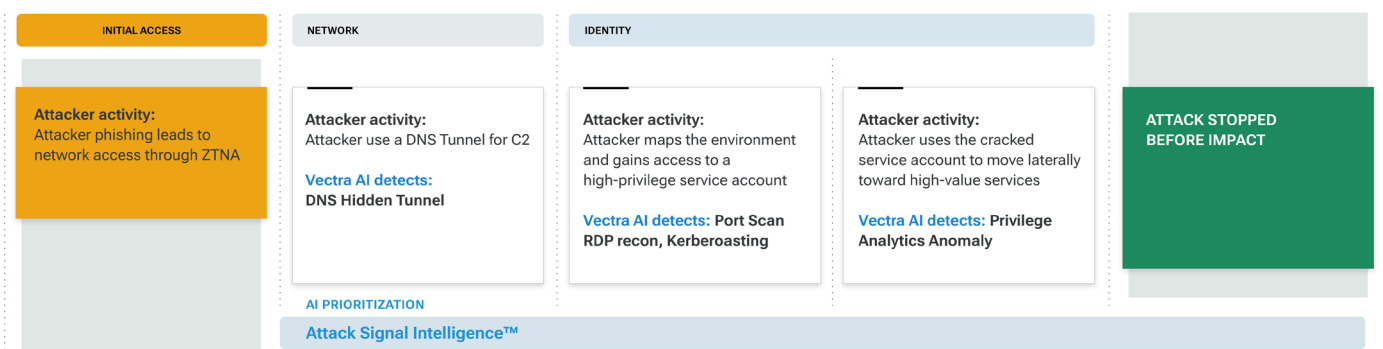 INITIAL ACCESS
NETWORK
IDENTITY
Attacker activity:
Attacker phishing leads to
network access through ZTNA
Attacker activity:
Attacker use a DNS Tunnel for C2
Vectra AI detects:
DNS Hidden Tunnel
Attacker activity:
Attacker maps the environment
and gains access to a
high-privilege service account
Vectra AI detects: Port Scan
RDP recon, Kerberoasting
Attacker activity:
Attacker uses the cracked
service account to move laterally
toward high-value services
Vectra AI detects: Privilege
Analytics Anomaly
ATTACK STOPPED
BEFORE IMPACT
AI PRIORITIZATION
Attack Signal Intelligence™